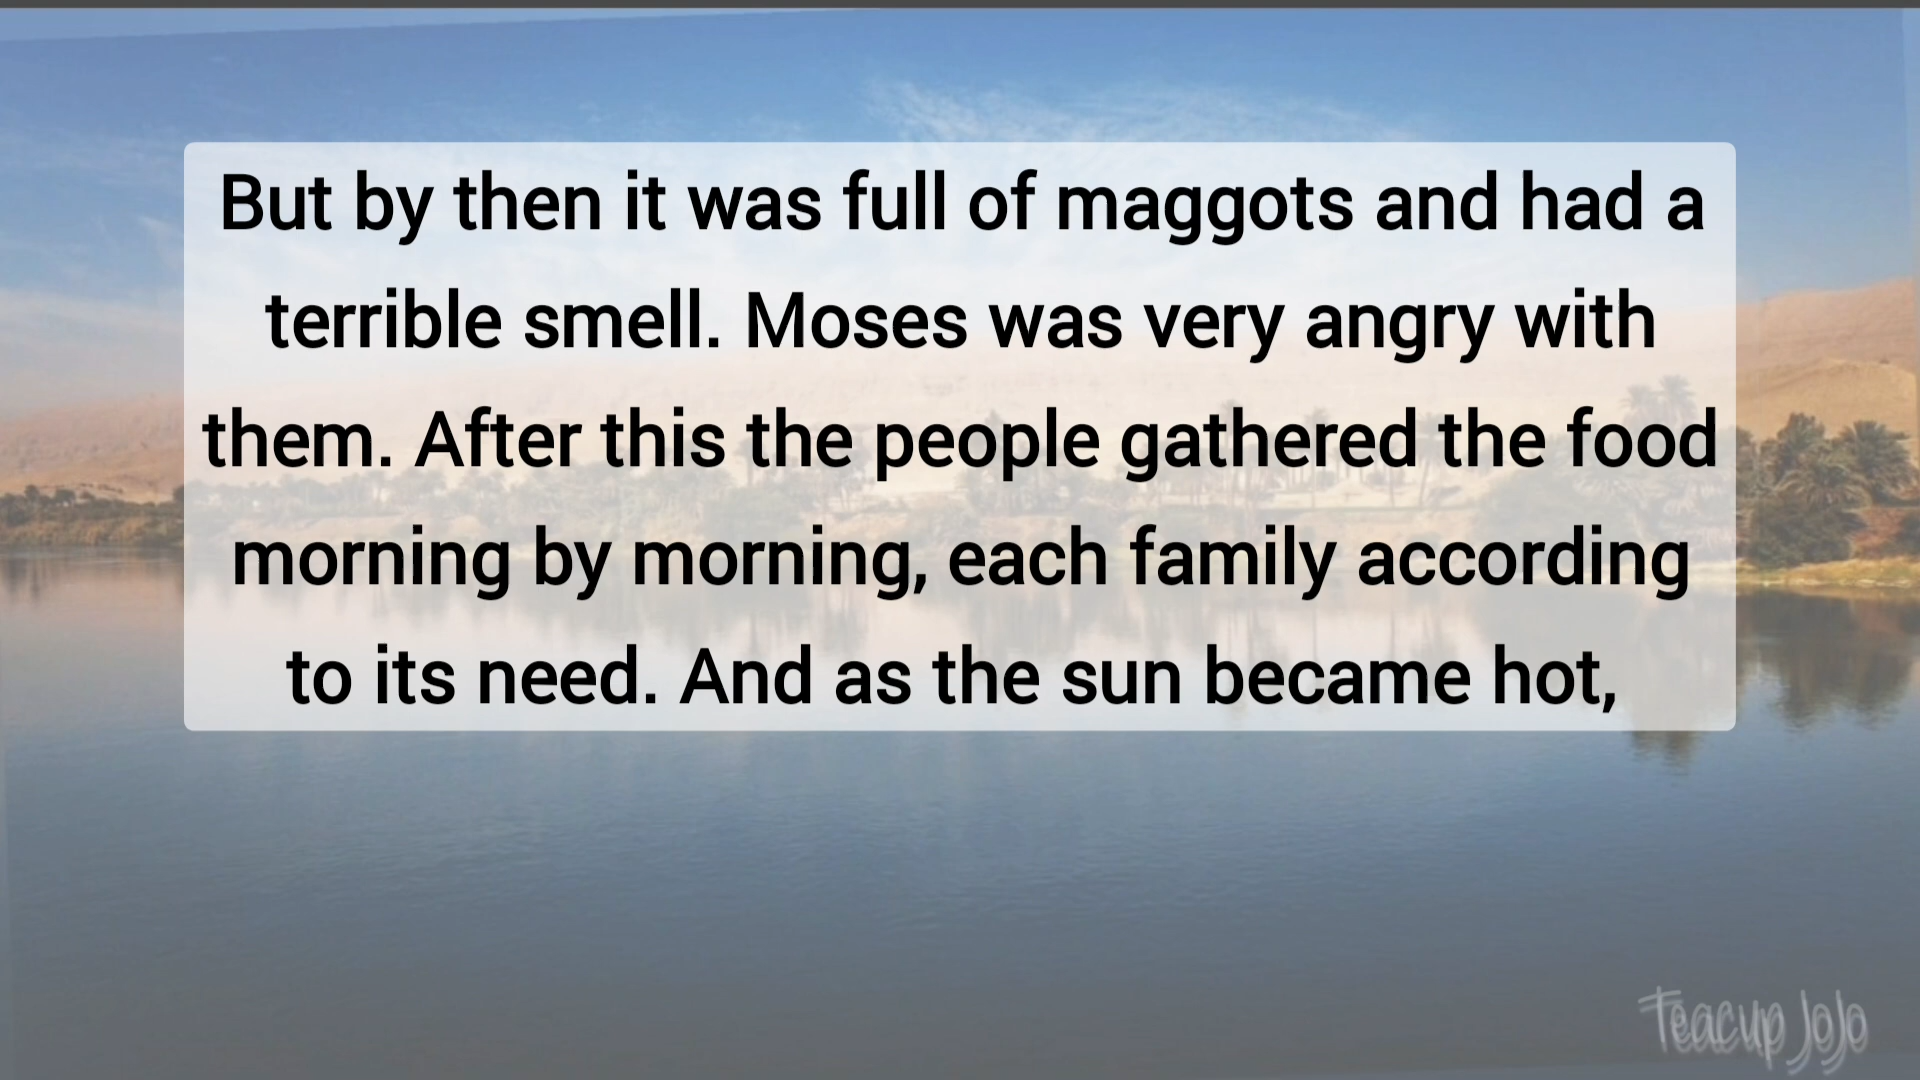 But by then it was full of maggots and had a
terrible smell. Moses was very angry with
them. After this the people gathered the food
morning by morning, each family according
to its need. And as the sun became hot,
Teacup JoJo